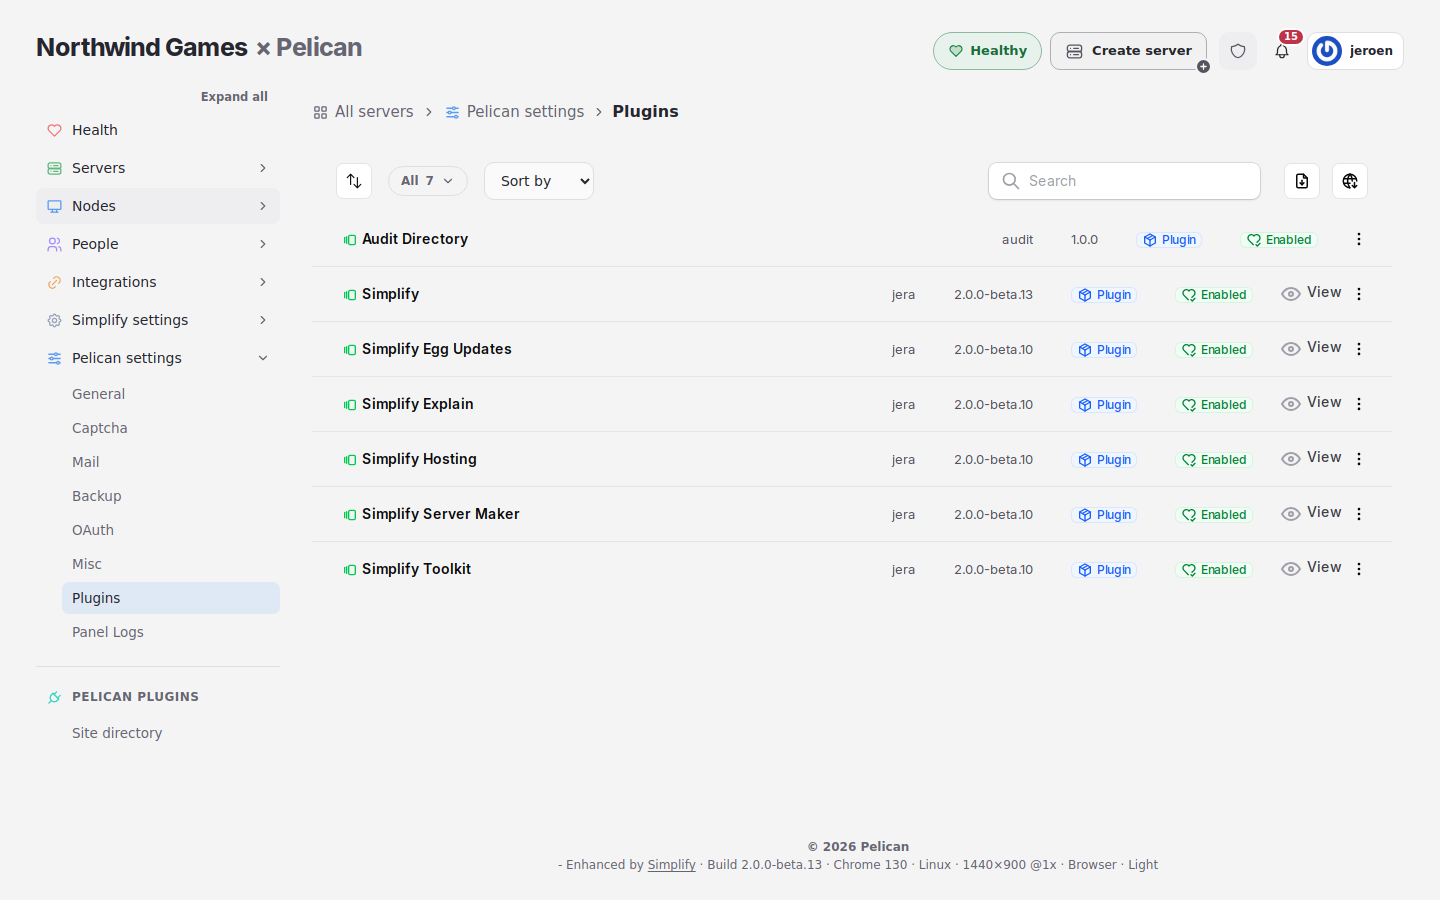 Northwind Games × Pelican
Healthy
Create server
15
jeroen
Expand all
Health
Servers
Nodes
People
Integrations
Simplify settings
Pelican settings
General
Captcha
Mail
Backup
OAuth
Misc
Plugins
Panel Logs
PELICAN PLUGINS
Site directory
All servers > Pelican settings > Plugins
All 7
Sort by
Search
Audit Directory audit 1.0.0 Plugin Enabled
Simplify jera 2.0.0-beta.13 Plugin Enabled View
Simplify Egg Updates jera 2.0.0-beta.10 Plugin Enabled View
Simplify Explain jera 2.0.0-beta.10 Plugin Enabled View
Simplify Hosting jera 2.0.0-beta.10 Plugin Enabled View
Simplify Server Maker jera 2.0.0-beta.10 Plugin Enabled View
Simplify Toolkit jera 2.0.0-beta.10 Plugin Enabled View
© 2026 Pelican
- Enhanced by Simplify · Build 2.0.0-beta.13 · Chrome 130 · Linux · 1440×900 @1x · Browser · Light